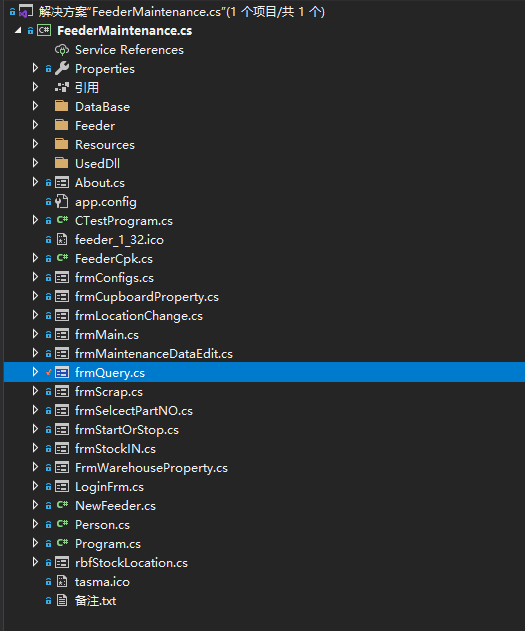 解决方案"FeederMaintenance.cs"(1 个项目/共 1 个)
FeederMaintenance.cs
Service References
Properties
引用
DataBase
Feeder
Resources
UsedDll
About.cs
app.config
CTestProgram.cs
feeder_1_32.ico
FeederCpk.cs
frmConfigs.cs
frmCupboardProperty.cs
frmLocationChange.cs
frmMain.cs
frmMaintenanceDataEdit.cs
frmQuery.cs
frmScrap.cs
frmSelcectPartNO.cs
frmStartOrStop.cs
frmStockIN.cs
FrmWarehouseProperty.cs
LoginFrm.cs
NewFeeder.cs
Person.cs
Program.cs
rbfStockLocation.cs
tasma.ico
备注.txt